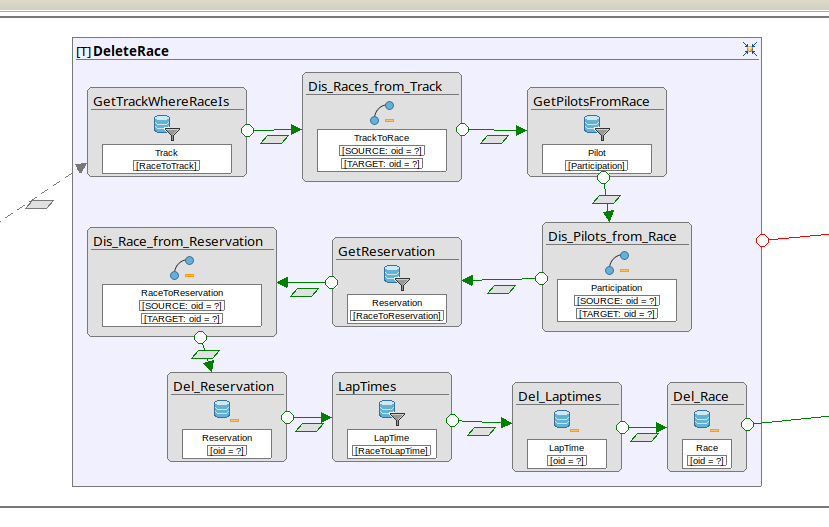 [T] DeleteRace
GetTrackWhereRaceIs
Track
[RaceToTrack]
Dis_Races_from_Track
TrackToRace
[SOURCE: oid = ?]
[TARGET: oid = ?]
GetPilotsFromRace
Pilot
[Participation]
Dis_Race_from_Reservation
RaceToReservation
[SOURCE: oid = ?]
[TARGET: oid = ?]
GetReservation
Reservation
[RaceToReservation]
Dis_Pilots_from_Race
Participation
[SOURCE: oid = ?]
[TARGET: oid = ?]
Del_Reservation
Reservation
[oid = ?]
LapTimes
LapTime
[RaceToLapTime]
Del_Laptimes
LapTime
[oid = ?]
Del_Race
Race
[oid = ?]